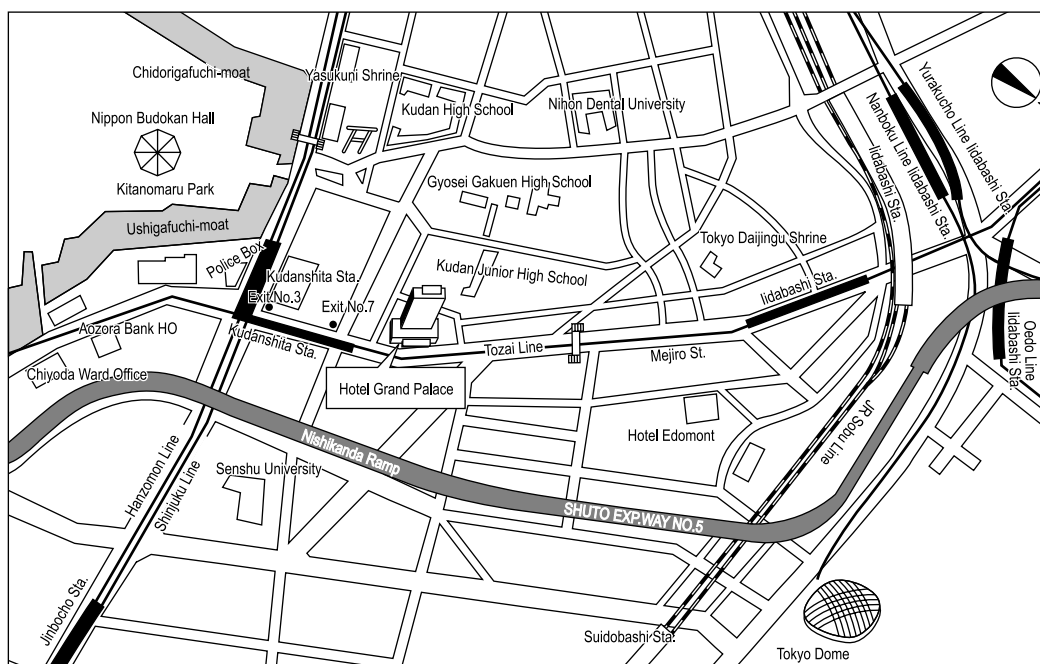 Chidorigafuchi-moat
Yasukuni Shrine
Kudan High School
Nihon Dental University
Yurakucho Line Iidabashi Sta.
Nanboku Line Iidabashi Sta.
Iidabashi Sta.
Nippon Budokan Hall
Kitanomaru Park
Gyosei Gakuen High School
Ushigafuchi-moat
Tokyo Daijingu Shrine
Police Box
Kudanshita Sta.
Kudan Junior High School
Exit No.3
Exit No.7
Iidabashi Sta.
Aozora Bank HO
Kudanshita Sta.
Tozai Line
Mejiro St.
Oedo Line
Iidabashi Sta.
Chiyoda Ward Office
Hotel Grand Palace
Hotel Edomont
JR Sobu Line
Nishikanda Ramp
Senshu University
Hanzomon Line
Shinjuku Line
SHUTO EXP.WAY NO.5
Jinbocho Sta.
Suidobashi Sta.
Tokyo Dome